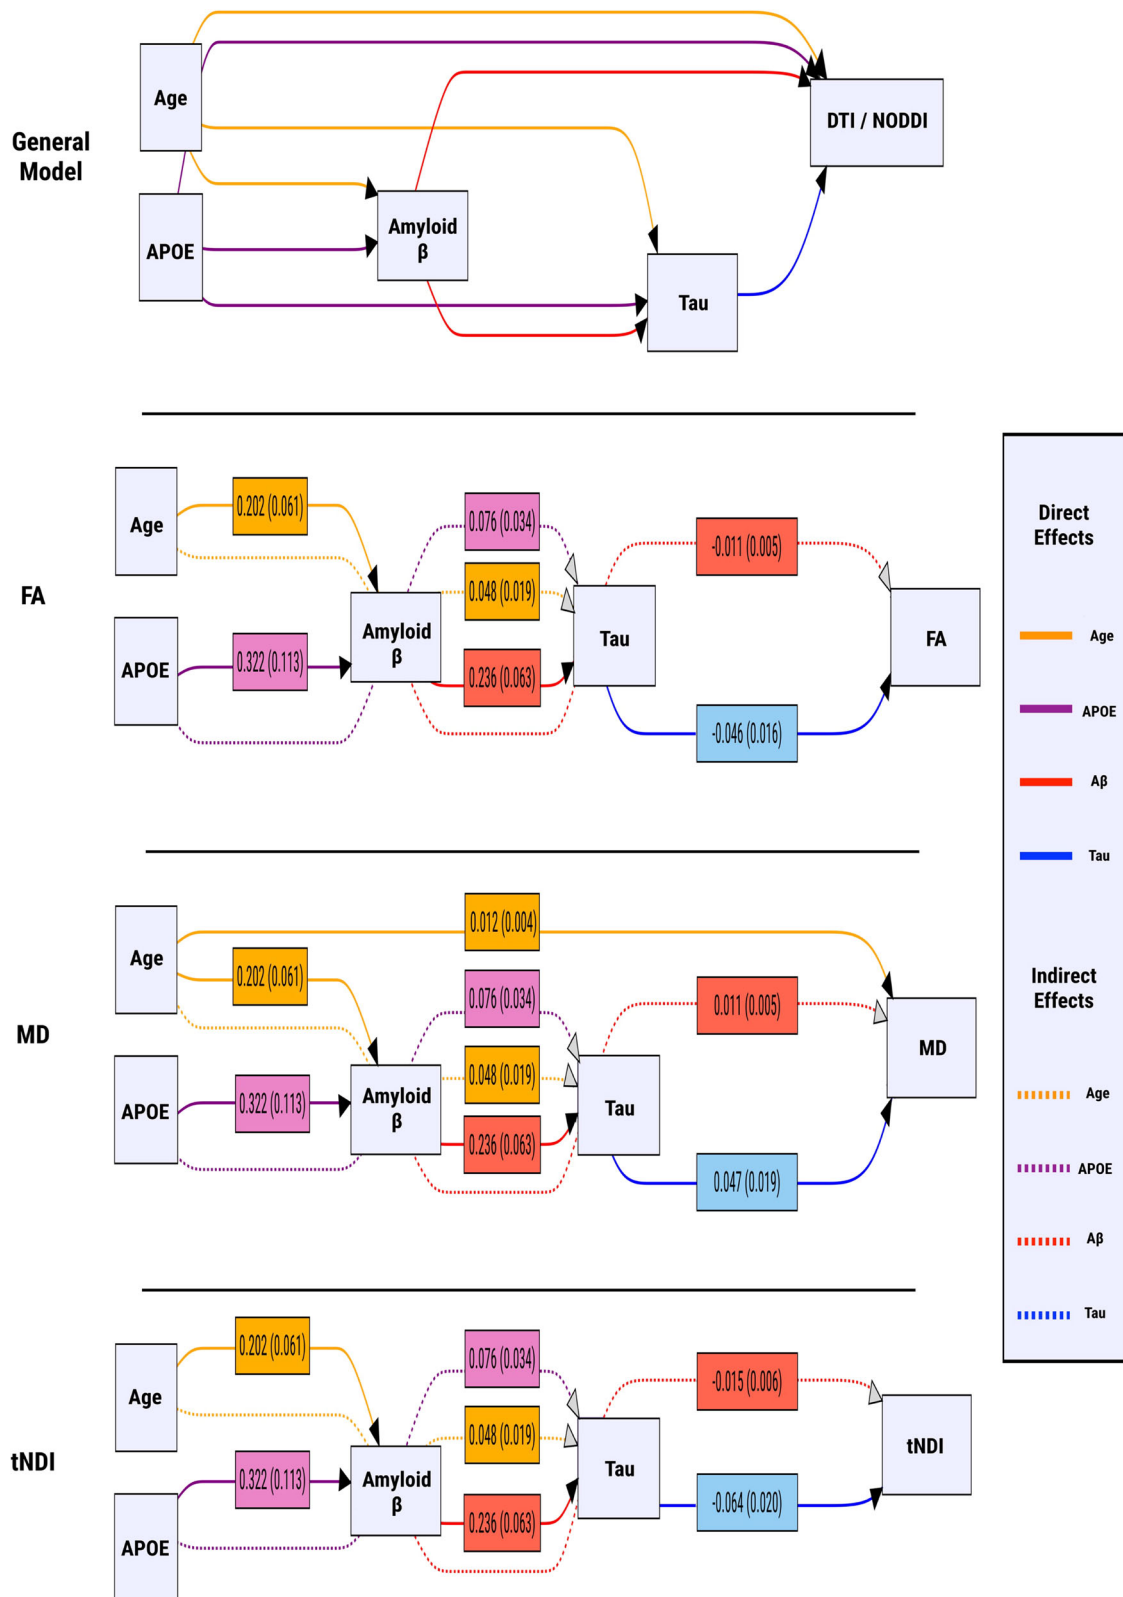 General
Model
Age
APOE
Amyloid
β
Tau
DTI / NODDI
FA
Age
APOE
0.202 (0.061)
0.322 (0.113)
Amyloid
β
0.076 (0.034)
0.048 (0.019)
0.236 (0.063)
Tau
-0.011 (0.005)
-0.046 (0.016)
FA
MD
Age
APOE
0.012 (0.004)
0.202 (0.061)
0.322 (0.113)
Amyloid
β
0.076 (0.034)
0.048 (0.019)
0.236 (0.063)
Tau
0.011 (0.005)
0.047 (0.019)
MD
tNDI
Age
APOE
0.202 (0.061)
0.322 (0.113)
Amyloid
β
0.076 (0.034)
0.048 (0.019)
0.236 (0.063)
Tau
-0.015 (0.006)
-0.064 (0.020)
tNDI
Direct
Effects
Age
APOE
Aβ
Tau
Indirect
Effects
Age
APOE
Aβ
Tau